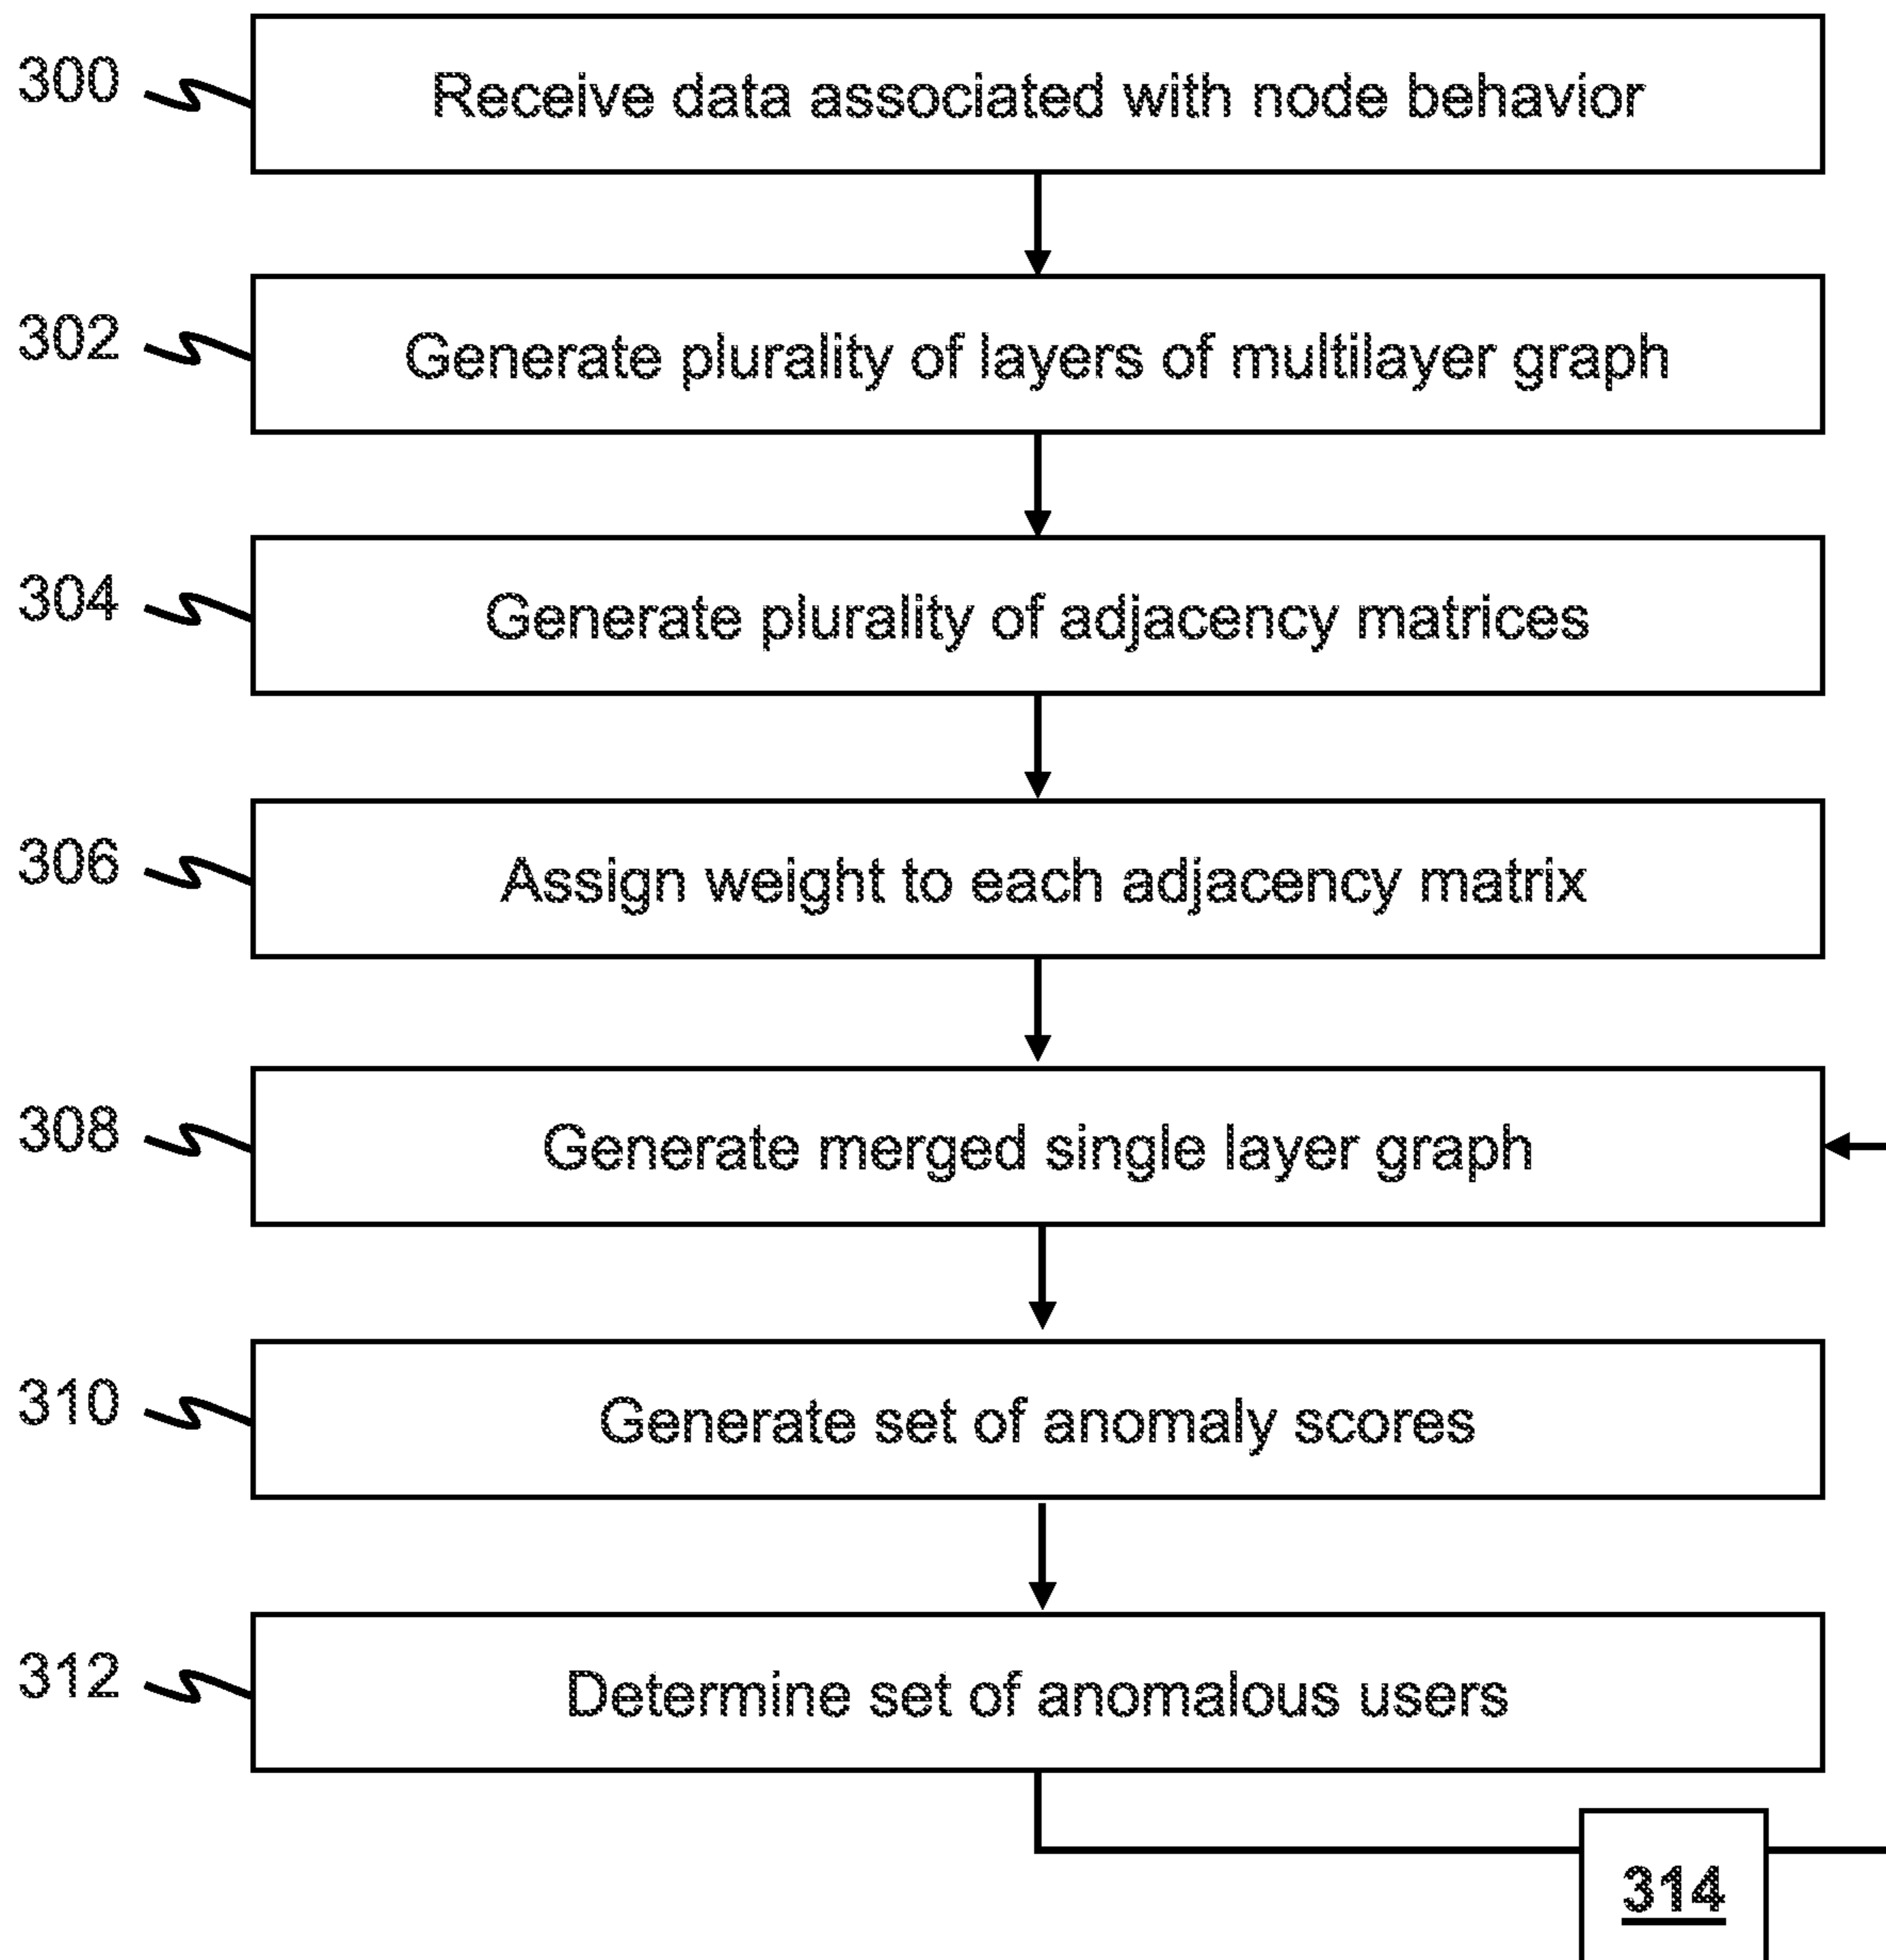 300 Receive data associated with node behavior
302 Generate plurality of layers of multilayer graph
304 Generate plurality of adjacency matrices
306 Assign weight to each adjacency matrix
308 Generate merged single layer graph
310 Generate set of anomaly scores
312 Determine set of anomalous users
314